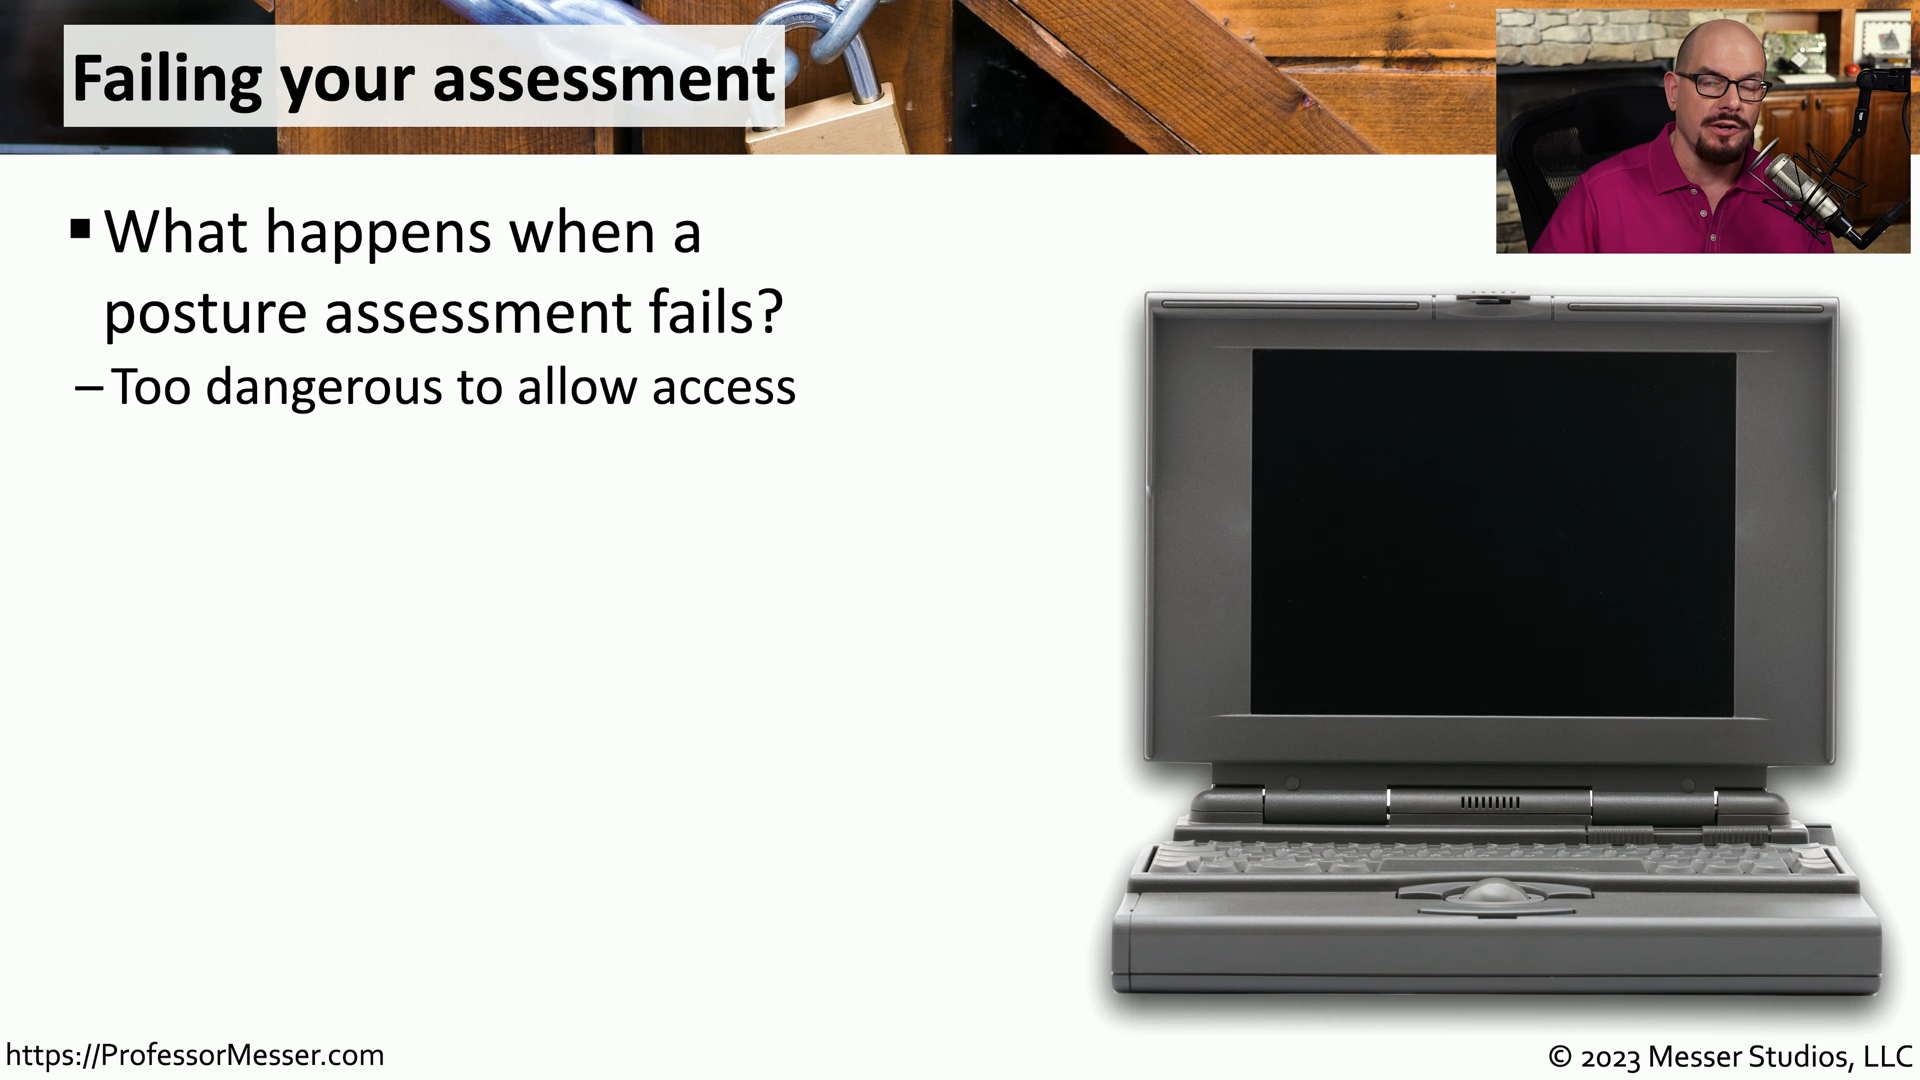 Failing your assessment
▪ What happens when a
posture assessment fails?
– Too dangerous to allow access
https://ProfessorMesser.com
© 2023 Messer Studios, LLC